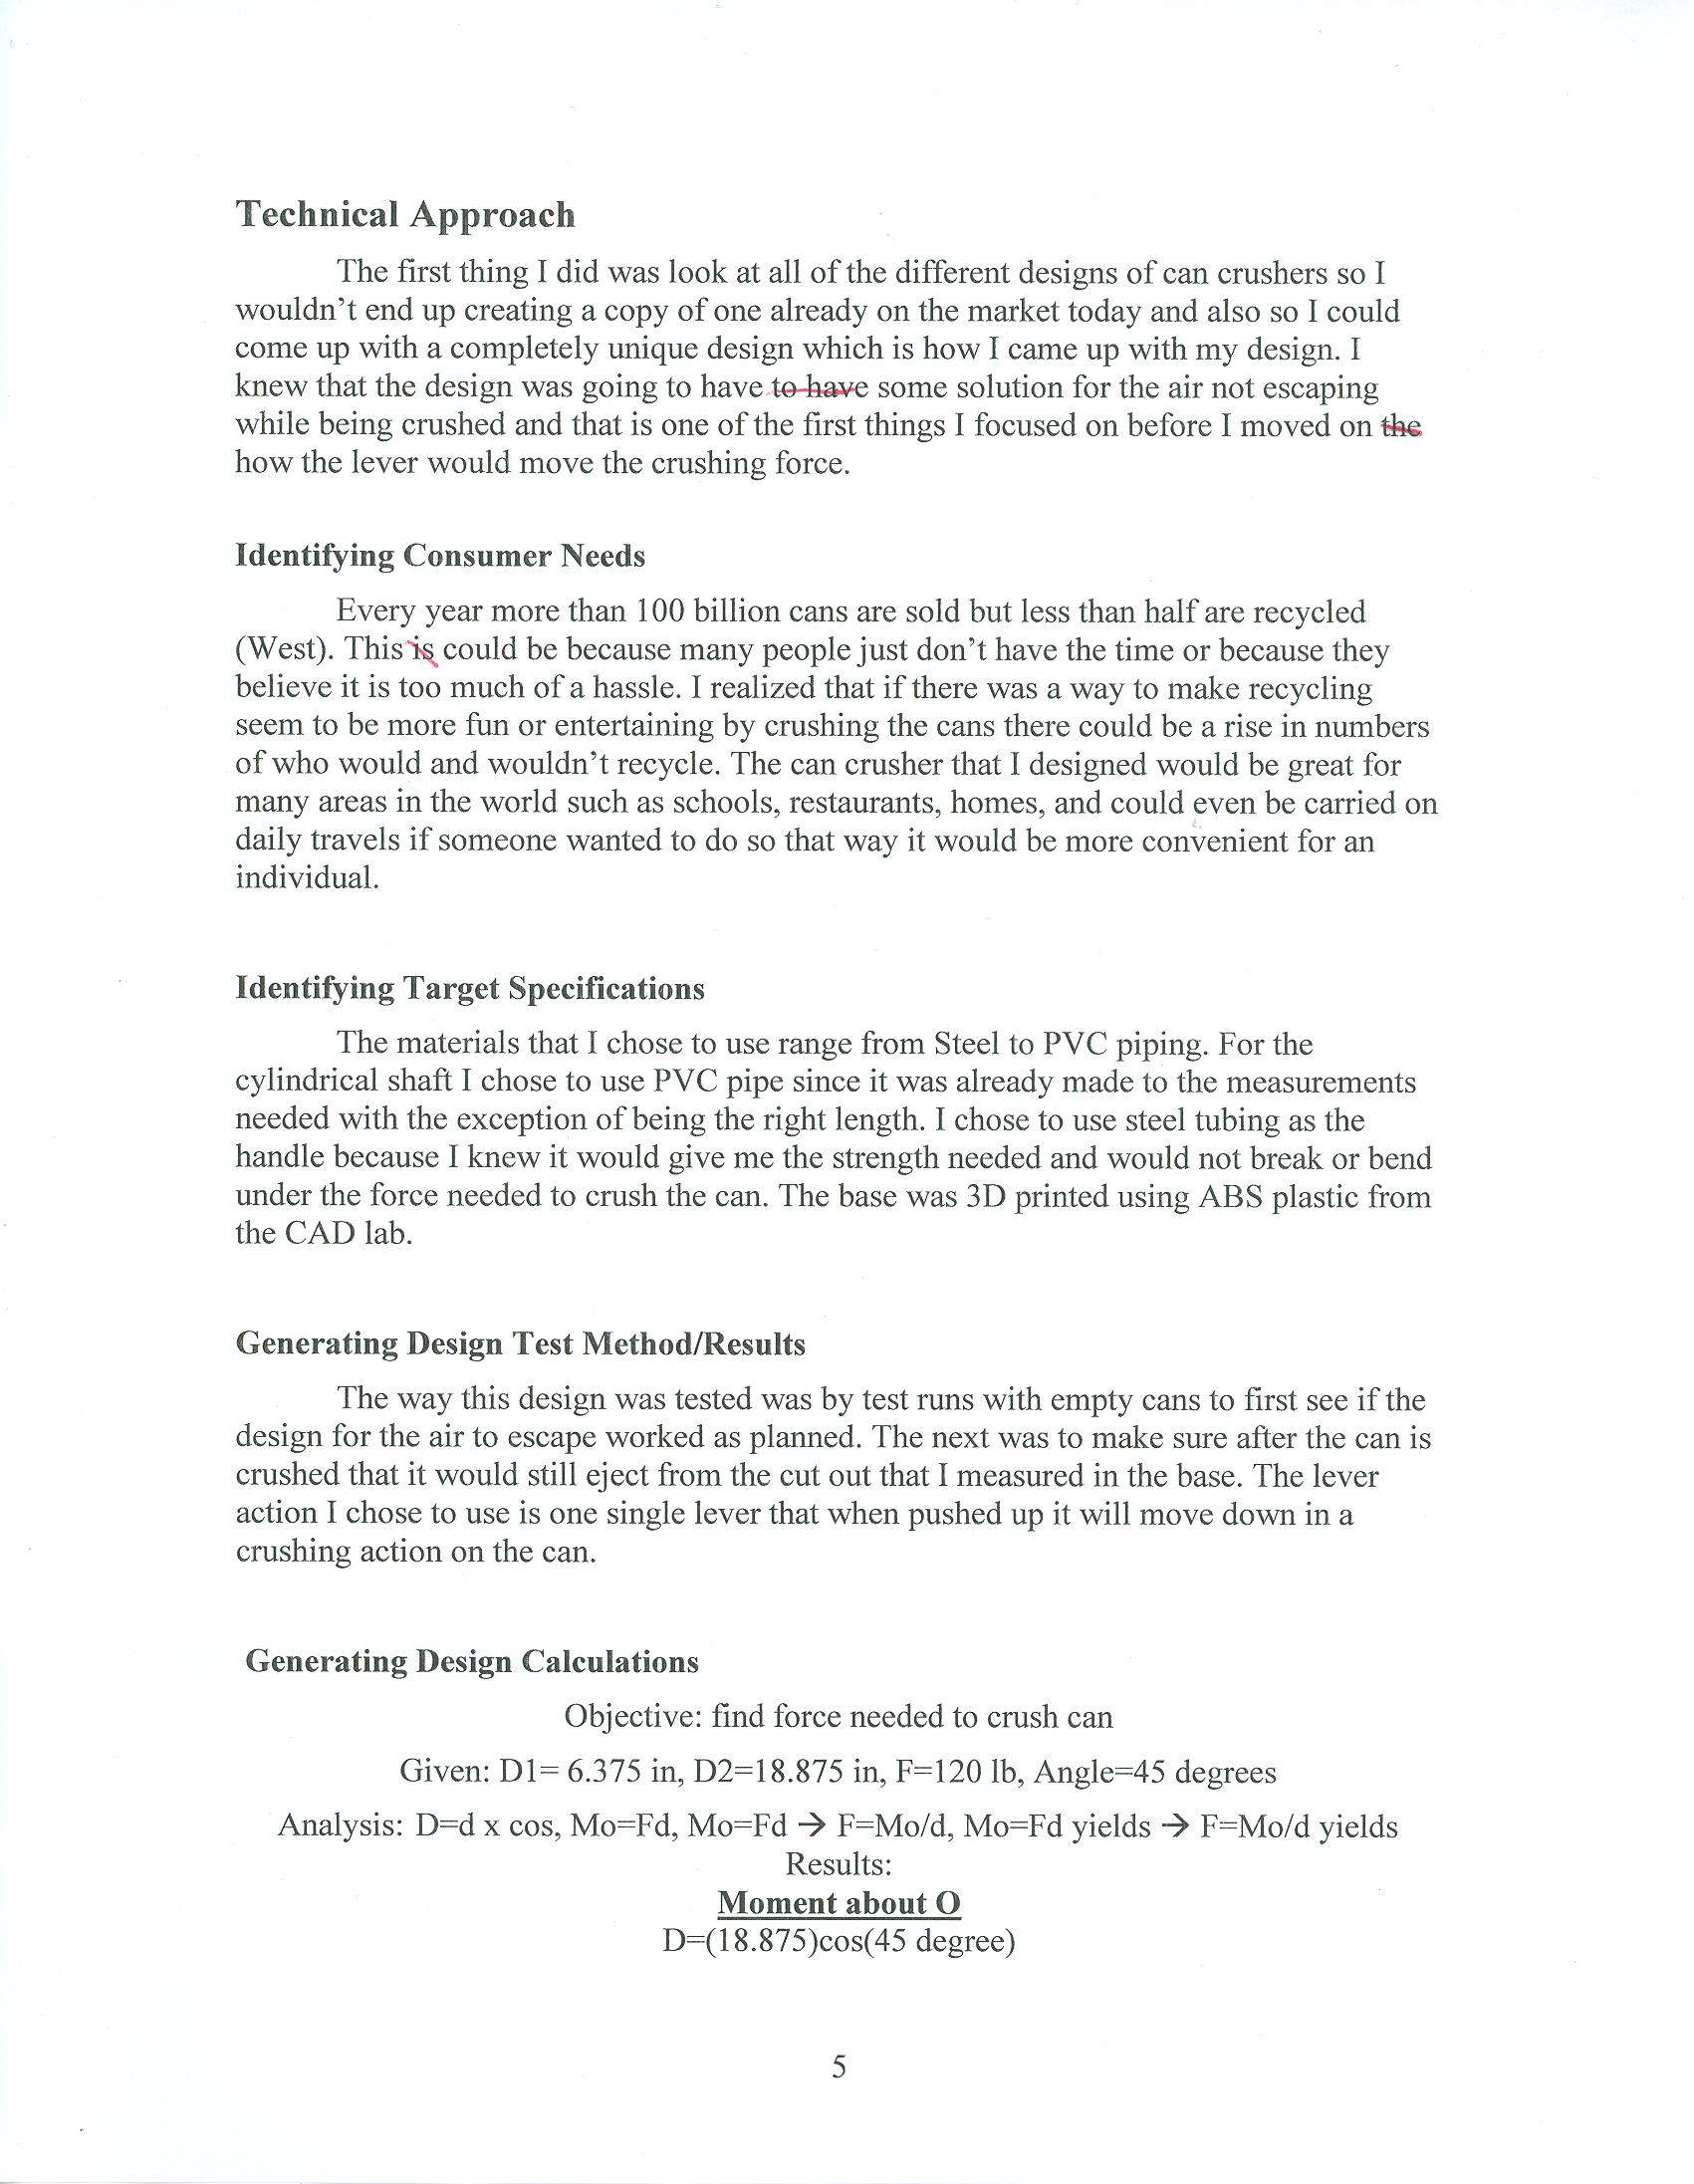 Technical Approach
The first thing I did was look at all of the different designs of can crushers so I
wouldn't end up creating a copy of one already on the market today and also so I could
come up with a completely unique design which is how I came up with my design. I
knew that the design was going to have to have some solution for the air not escaping
while being crushed and that is one of the first things I focused on before I moved on the
how the lever would move the crushing force.
Identifying Consumer Needs
Every year more than 100 billion cans are sold but less than half are recycled
(West). This is could be because many people just don't have the time or because they
believe it is too much of a hassle. I realized that if there was a way to make recycling
seem to be more fun or entertaining by crushing the cans there could be a rise in numbers
of who would and wouldn't recycle. The can crusher that I designed would be great for
many areas in the world such as schools, restaurants, homes, and could even be carried on
daily travels if someone wanted to do so that way it would be more convenient for an
individual.
Identifying Target Specifications
The materials that I chose to use range from Steel to PVC piping. For the
cylindrical shaft I chose to use PVC pipe since it was already made to the measurements
needed with the exception of being the right length. I chose to use steel tubing as the
handle because I knew it would give me the strength needed and would not break or bend
under the force needed to crush the can. The base was 3D printed using ABS plastic from
the CAD lab.
Generating Design Test Method/Results
The way this design was tested was by test runs with empty cans to first see if the
design for the air to escape worked as planned. The next was to make sure after the can is
crushed that it would still eject from the cut out that I measured in the base. The lever
action I chose to use is one single lever that when pushed up it will move down in a
crushing action on the can.
Generating Design Calculations
Objective: find force needed to crush can
Given: D1= 6.375 in, D2=18.875 in, F=120 lb, Angle=45 degrees
Analysis: D=d x cos, Mo=Fd, Mo=Fd → F=Mo/d, Mo=Fd yields → F=Mo/d yields
Results:
Moment about O
D=(18.875)cos(45 degree)
5